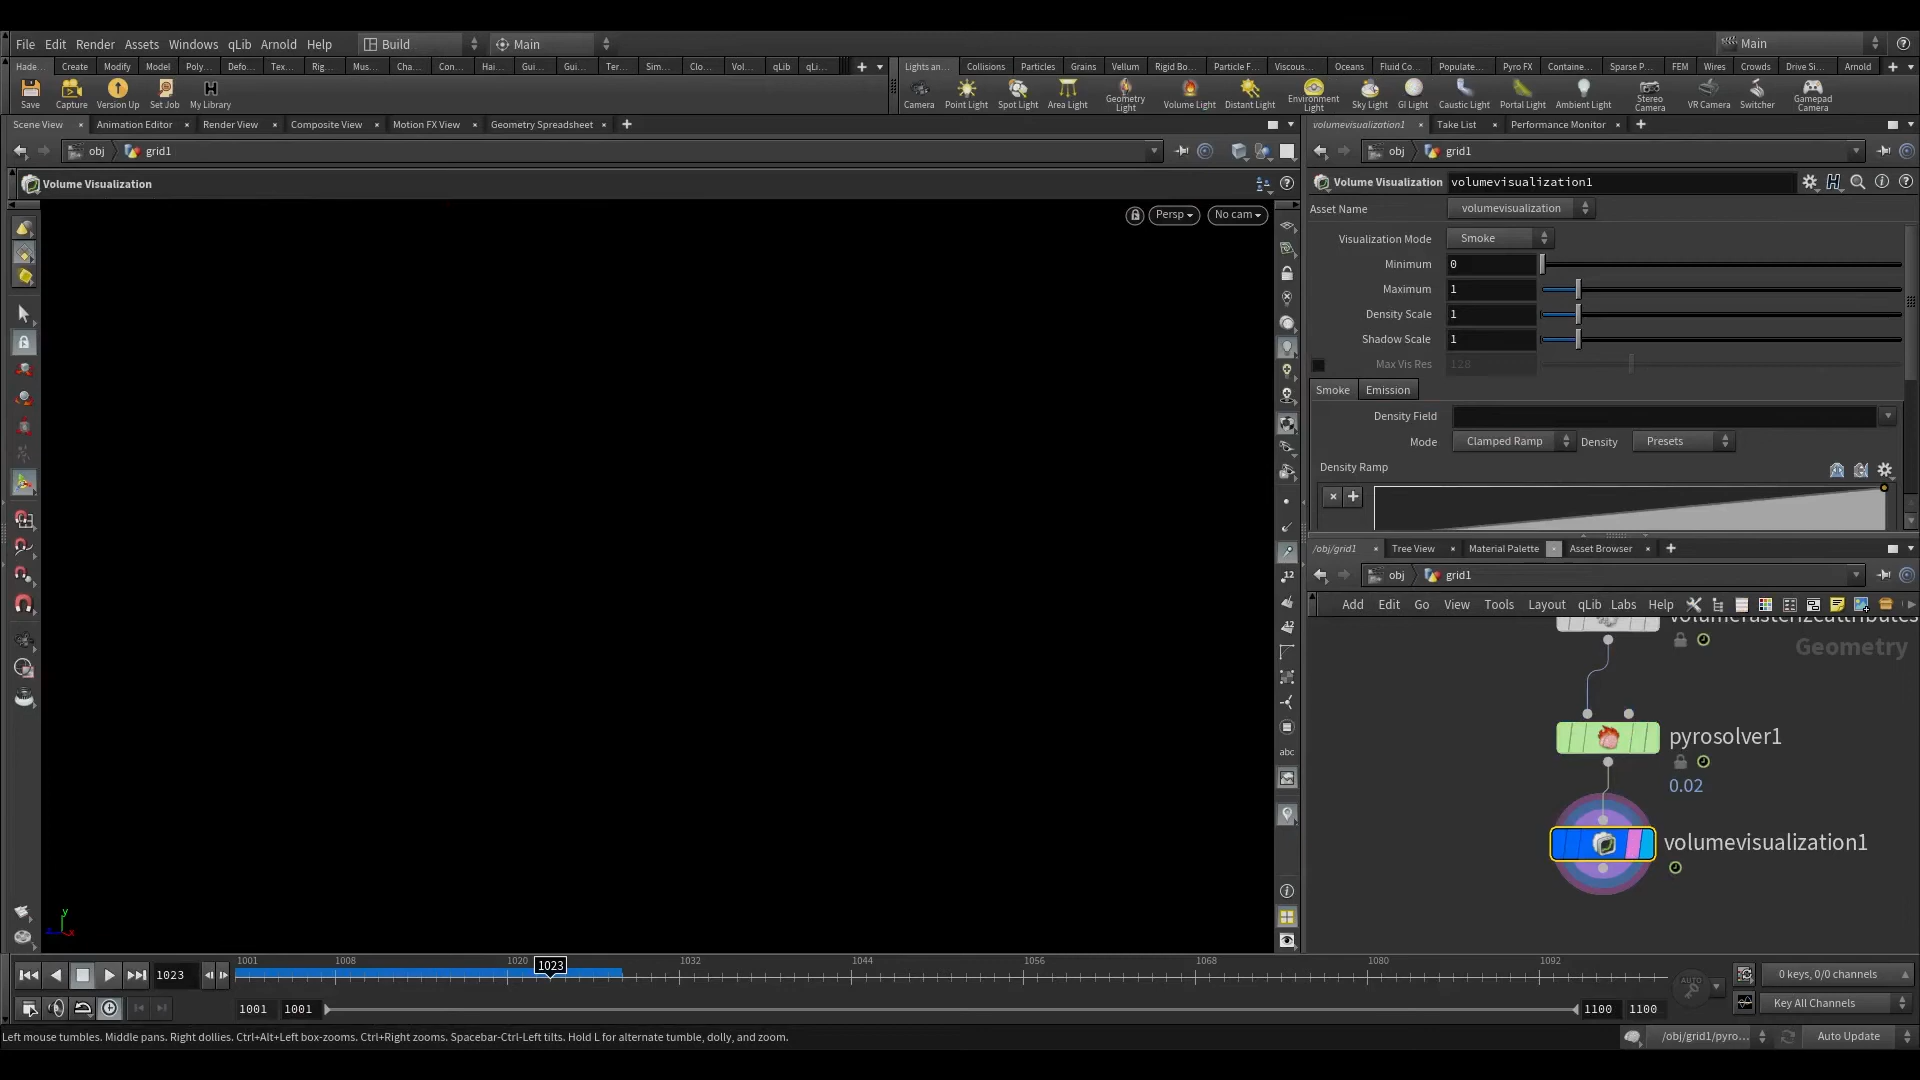 File Edit Render Assets Windows qLib Arnold Help Build Main Main
Hade... Create Modify Model Poly... Defo... Tex... Rig... Mus... Cha... Con... Hai... Gui... Gui... Ter... Sim... Clo... Vol... qLib qLi...
Lights an... Collisions Particles Grains Vellum Rigid Bo... Particle F... Viscous... Oceans Fluid Co... Populate... Pyro FX Containe... Sparse P... FEM Wires Crowds Drive Si... Arnold
Save Capture Version Up Set Job My Library
Camera Point Light Spot Light Area Light Geometry Light Volume Light Distant Light Environment Light Sky Light GI Light Caustic Light Portal Light Ambient Light Stereo Camera VR Camera Switcher Gamepad Camera
Scene View Animation Editor Render View Composite View Motion FX View Geometry Spreadsheet
volumevisualization1 Take List Performance Monitor
obj grid1
obj grid1
Volume Visualization
Persp No cam
Volume Visualization volumevisualization1
Asset Name volumevisualization
Visualization Mode Smoke
Minimum 0
Maximum 1
Density Scale 1
Shadow Scale 1
Max Vis Res 128
Smoke Emission
Density Field
Mode Clamped Ramp Density Presets
Density Ramp
/obj/grid1 Tree View Material Palette Asset Browser
obj grid1
Add Edit Go View Tools Layout qLib Labs Help
volumerasterizeattributes
Geometry
pyrosolver1
0.02
volumevisualization1
12
12
abc
y
x
z
1023
1001 1008 1020 1023 1032 1044 1056 1068 1080 1092
AUTO
0 keys, 0/0 channels
1001 1001 1100 1100
Key All Channels
Left mouse tumbles. Middle pans. Right dollies. Ctrl+Alt+Left box-zooms. Ctrl+Right zooms. Spacebar-Ctrl-Left tilts. Hold L for alternate tumble, dolly, and zoom.
/obj/grid1/pyro... Auto Update